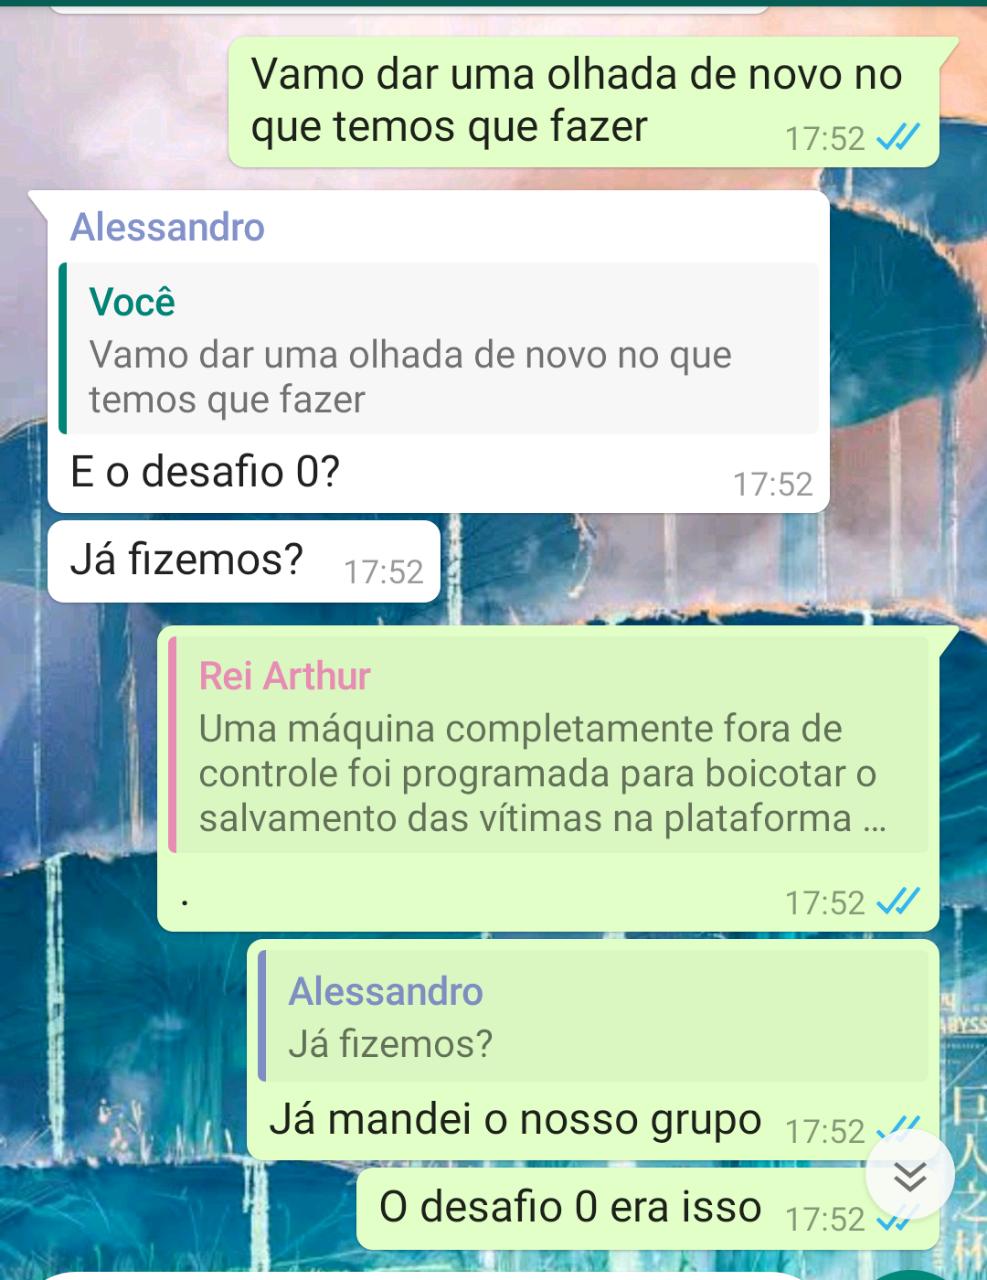 Vamo dar uma olhada de novo no
que temos que fazer
17:52
Alessandro
Você
Vamo dar uma olhada de novo no que
temos que fazer
E o desafio 0?
17:52
Já fizemos?
17:52
Rei Arthur
Uma máquina completamente fora de
controle foi programada para boicotar o
salvamento das vítimas na plataforma ...
.
17:52
Alessandro
Já fizemos?
Já mandei o nosso grupo
17:52
O desafio 0 era isso
17:52